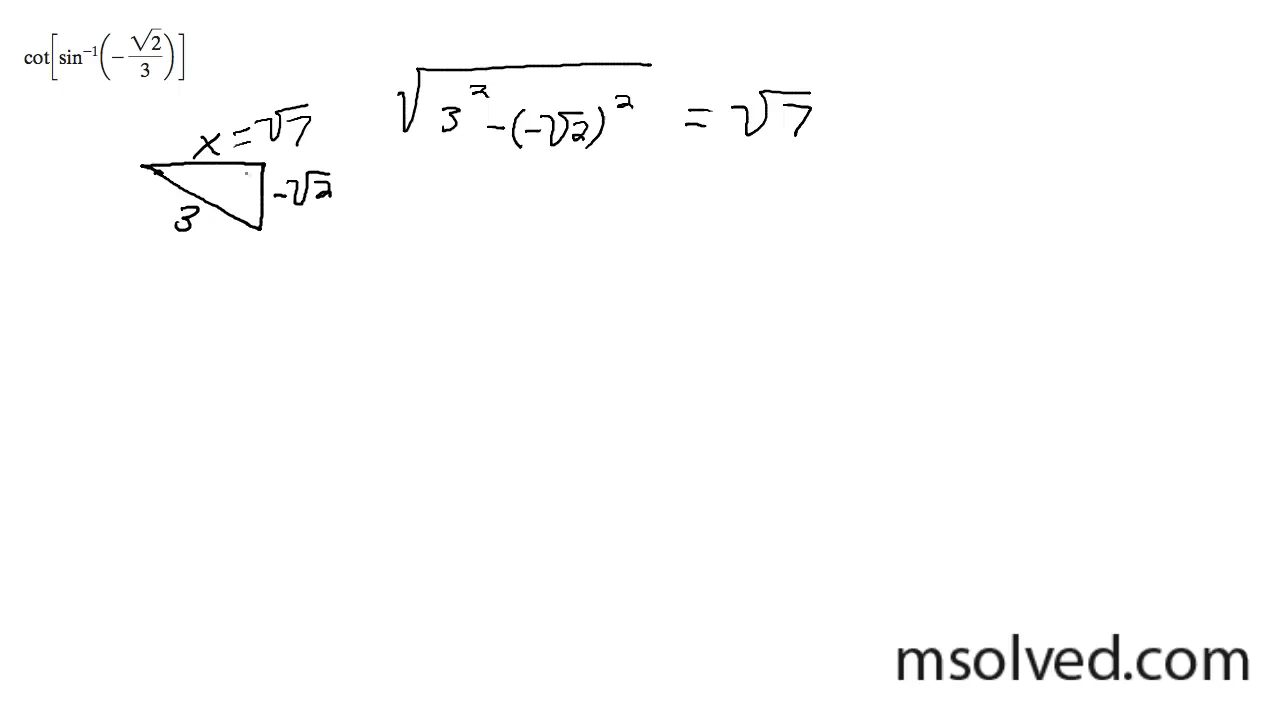 cot[sin⁻¹(−√2/3)]
√(3² − (−√2)²) = √7
x = √7
−√2
3
msolved.com